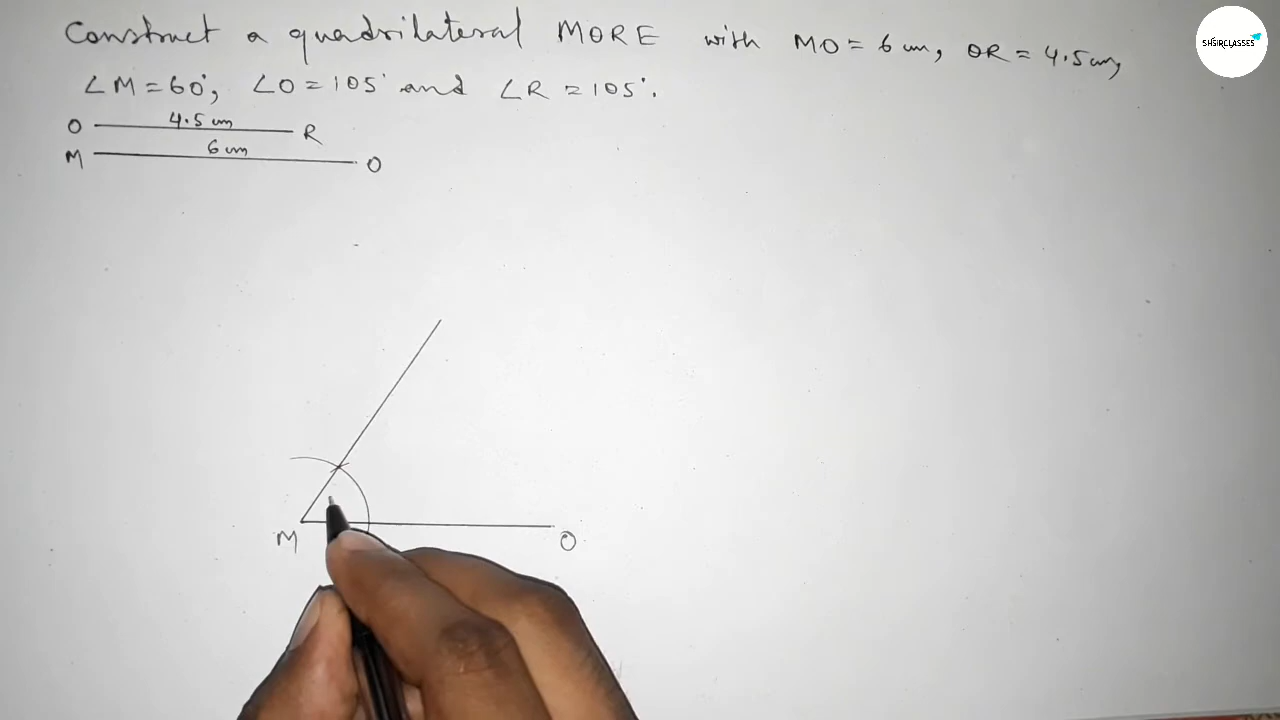 Construct a quadrilateral MORE with MO = 6 cm, OR = 4.5 cm,
∠M = 60°, ∠O = 105° and ∠R = 105°.
O 4.5 cm R
M 6 cm O
M O
SHSIRCLASSES